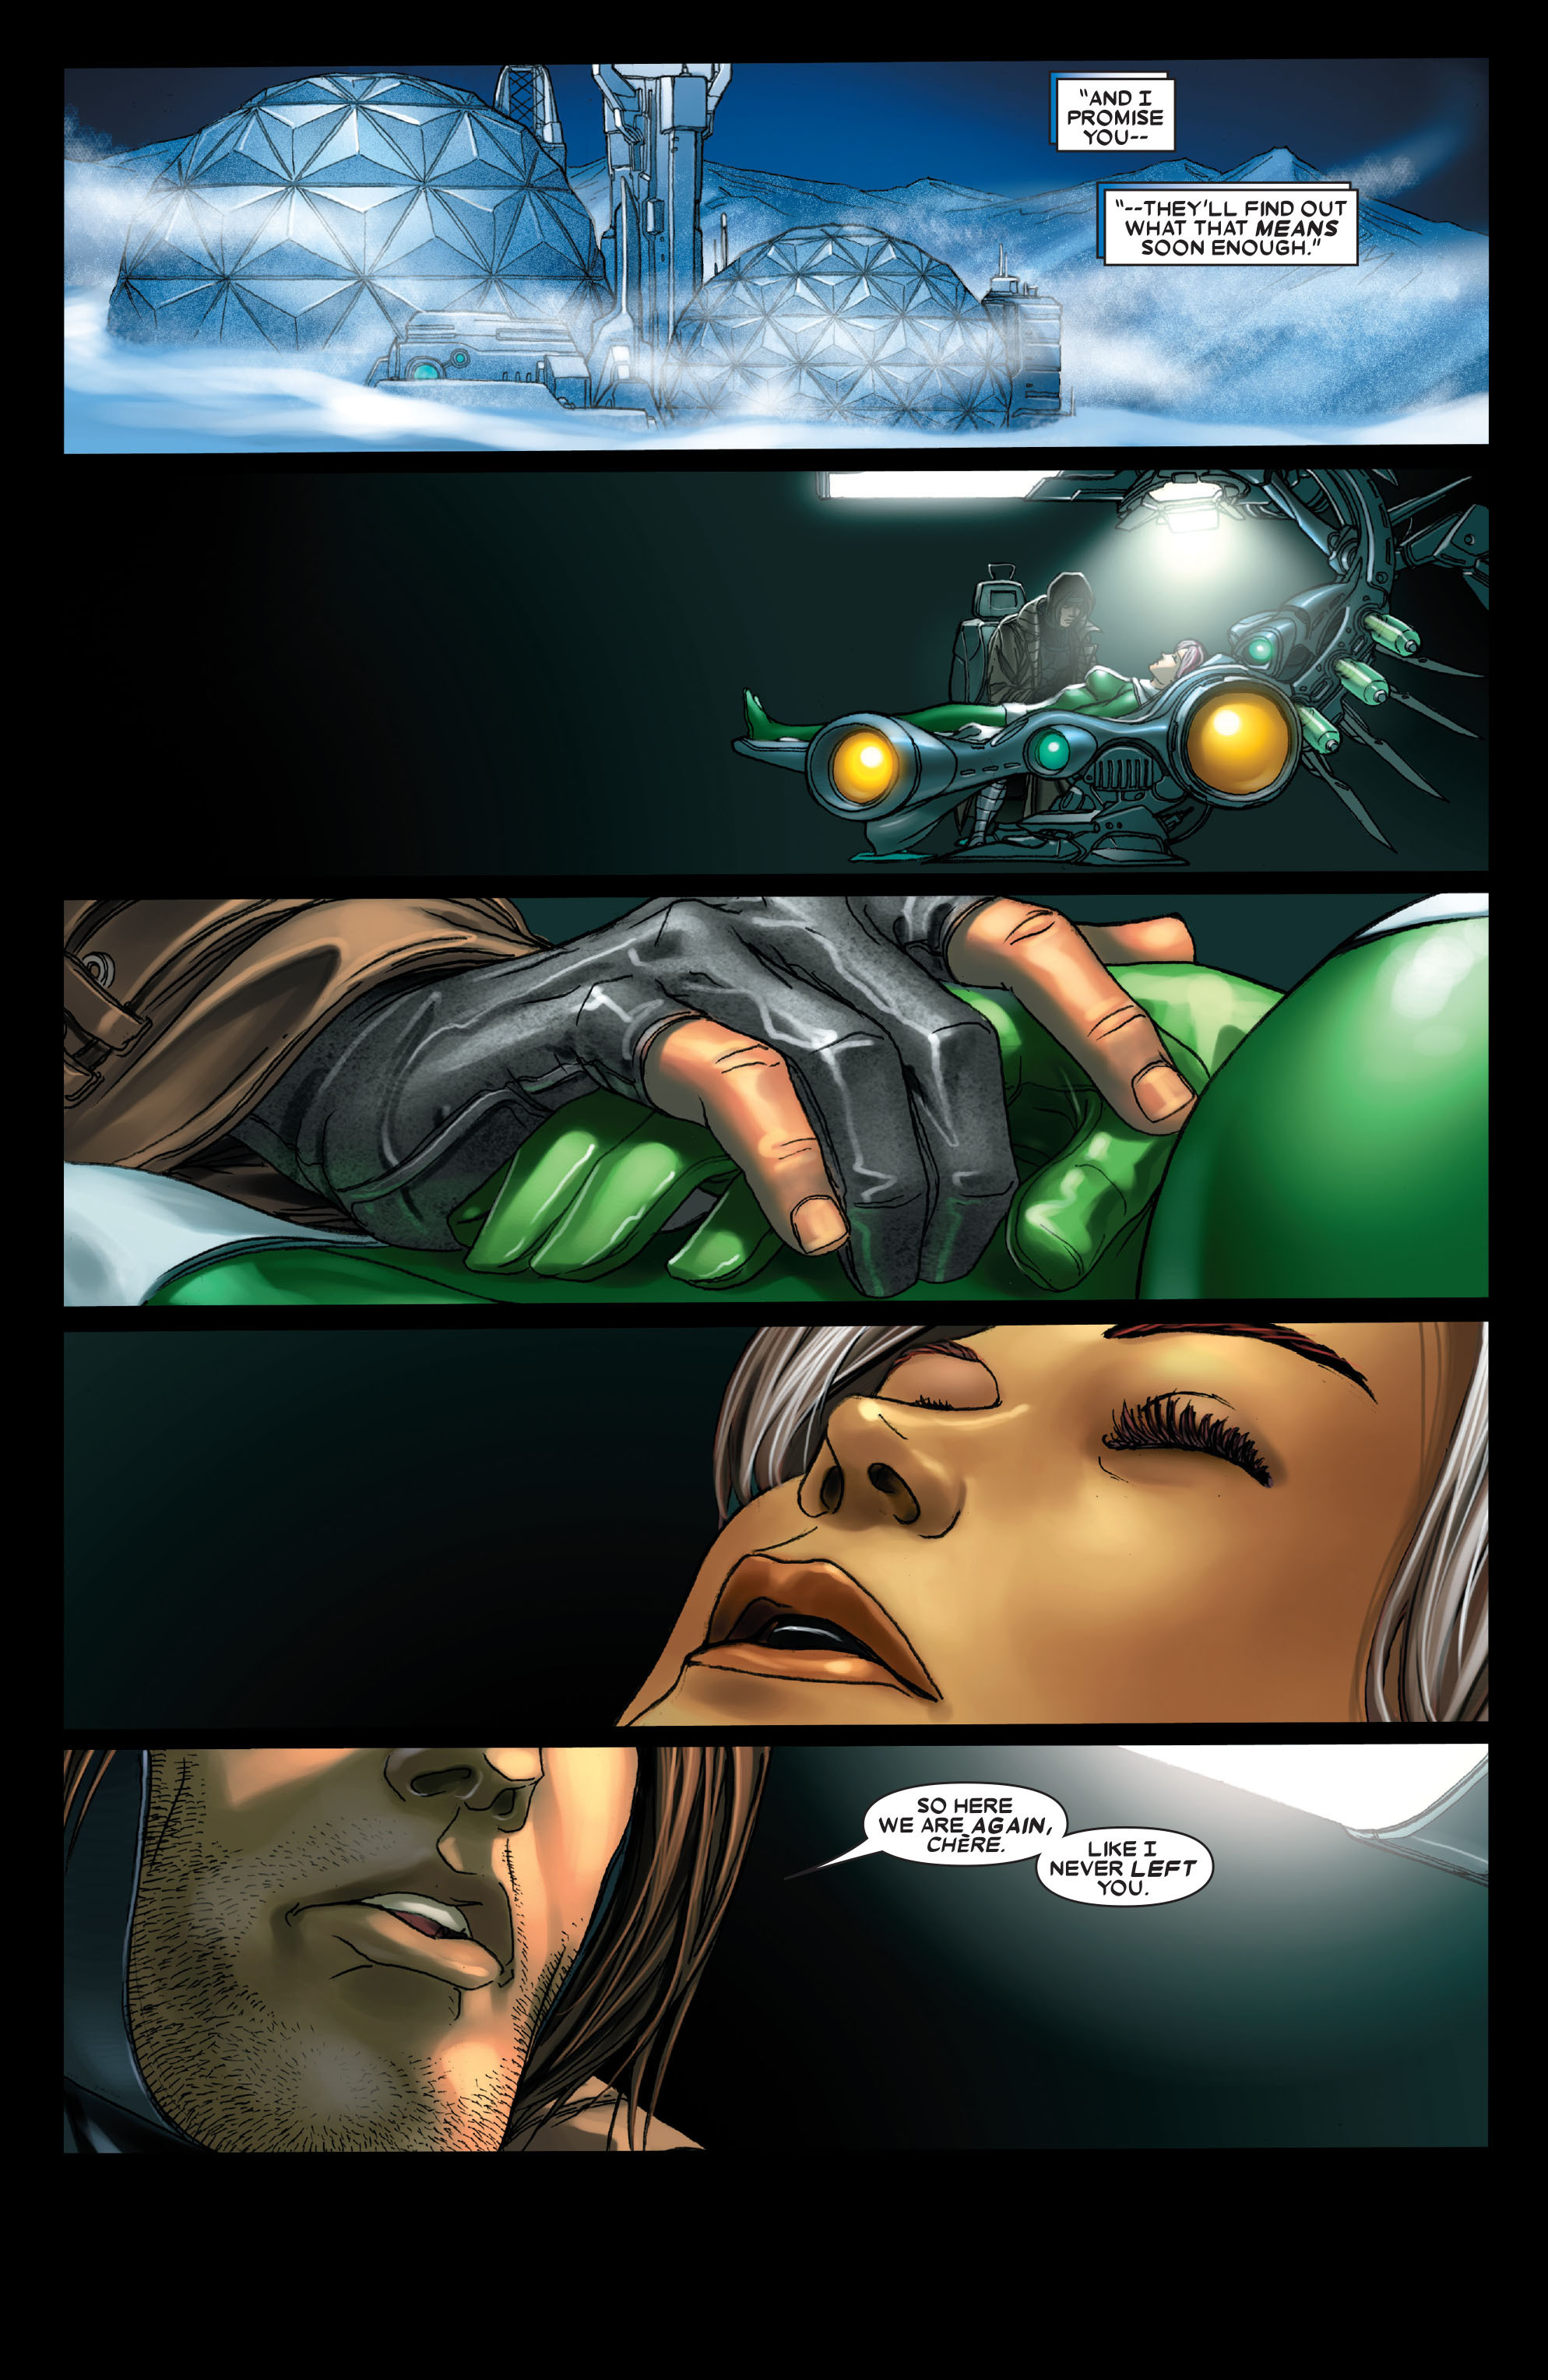 "AND I
PROMISE
YOU--
"--THEY'LL FIND OUT
WHAT THAT MEANS
SOON ENOUGH."
SO HERE
WE ARE AGAIN,
CHÈRE.
LIKE I
NEVER LEFT
YOU.